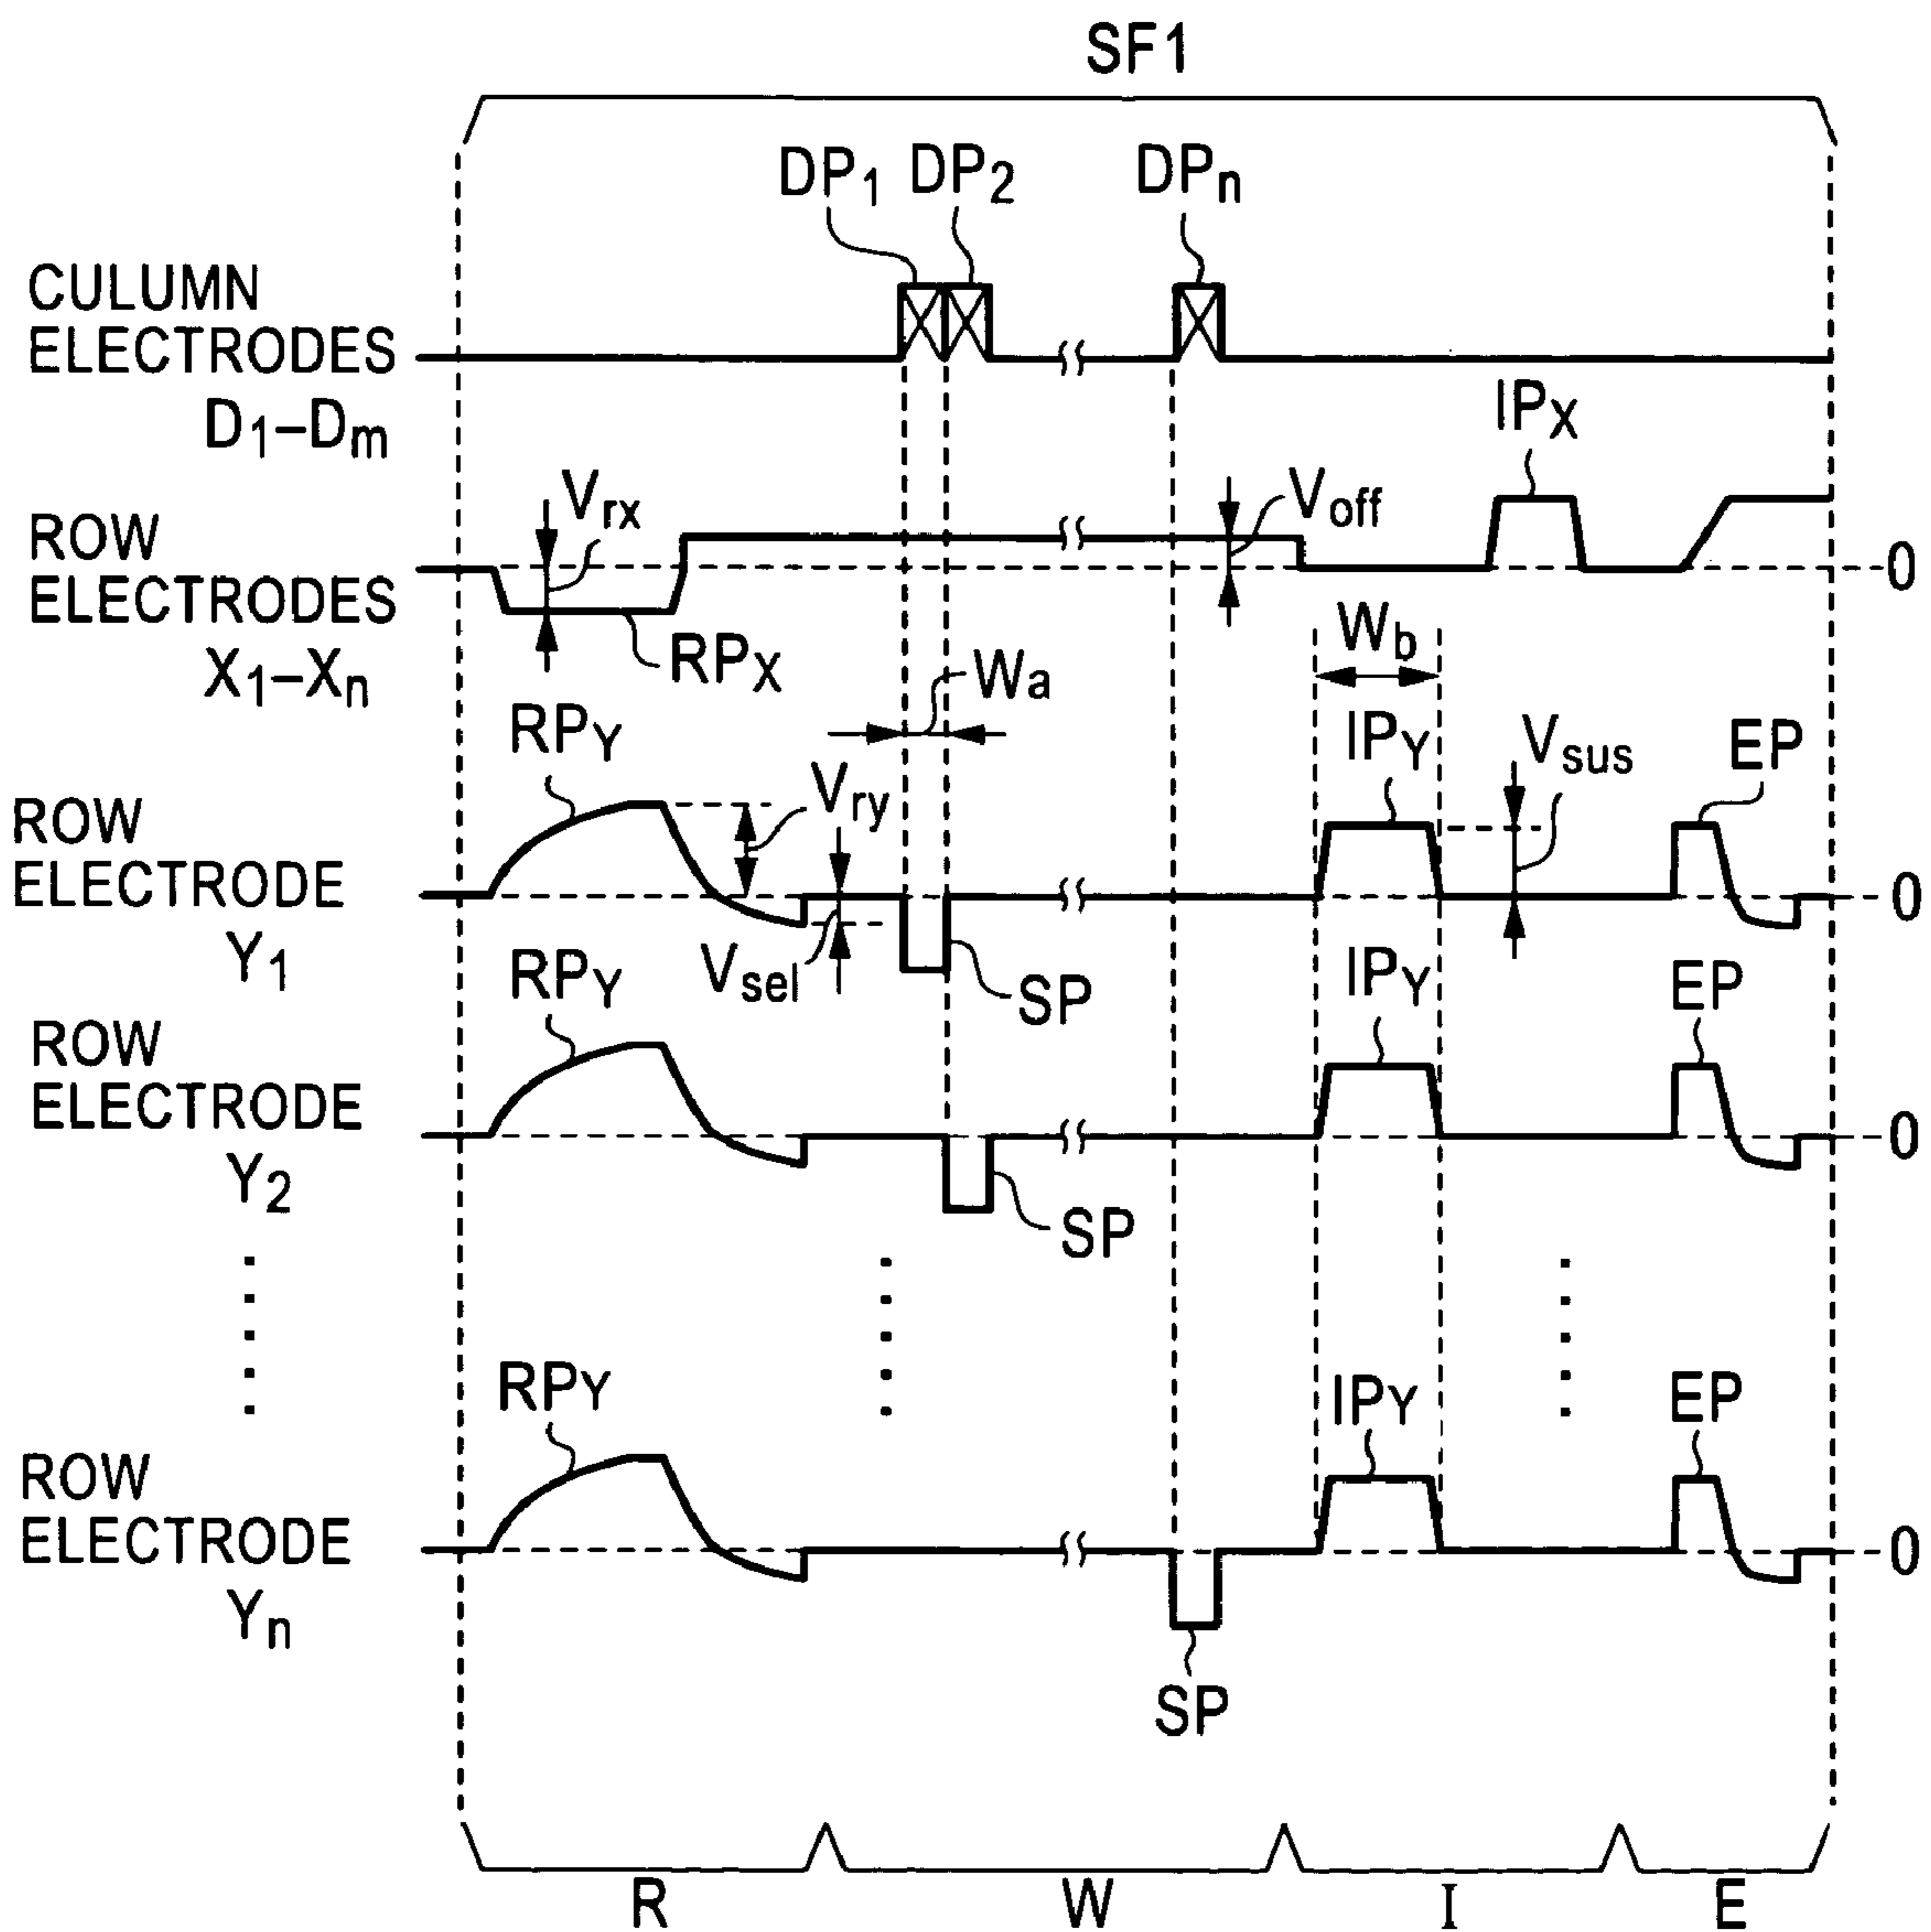 SF1
DP1 DP2 DPn
CULUMN
ELECTRODES
D1–Dm
IPX
Vrx
Voff
ROW
ELECTRODES
X1–Xn
0
RPX
Wa
Wb
RPY
Vry
IPY
Vsus
EP
ROW
ELECTRODE
Y1
0
Vsel
SP
RPY
IPY
EP
ROW
ELECTRODE
Y2
0
SP
RPY
IPY
EP
ROW
ELECTRODE
Yn
0
SP
R W I E